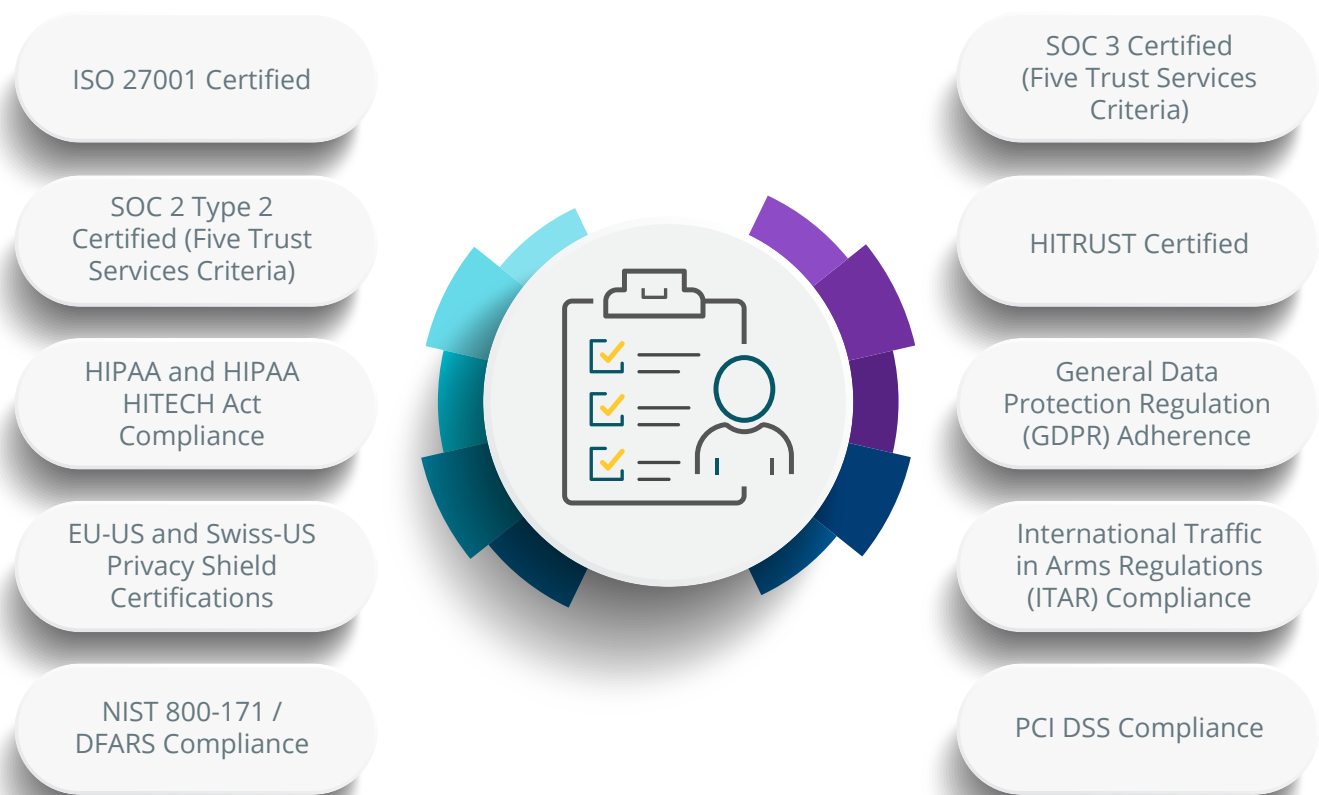 ISO 27001 Certified
SOC 2 Type 2
Certified (Five Trust
Services Criteria)
HIPAA and HIPAA
HITECH Act
Compliance
EU-US and Swiss-US
Privacy Shield
Certifications
NIST 800-171 /
DFARS Compliance
SOC 3 Certified
(Five Trust Services
Criteria)
HITRUST Certified
General Data
Protection Regulation
(GDPR) Adherence
International Traffic
in Arms Regulations
(ITAR) Compliance
PCI DSS Compliance